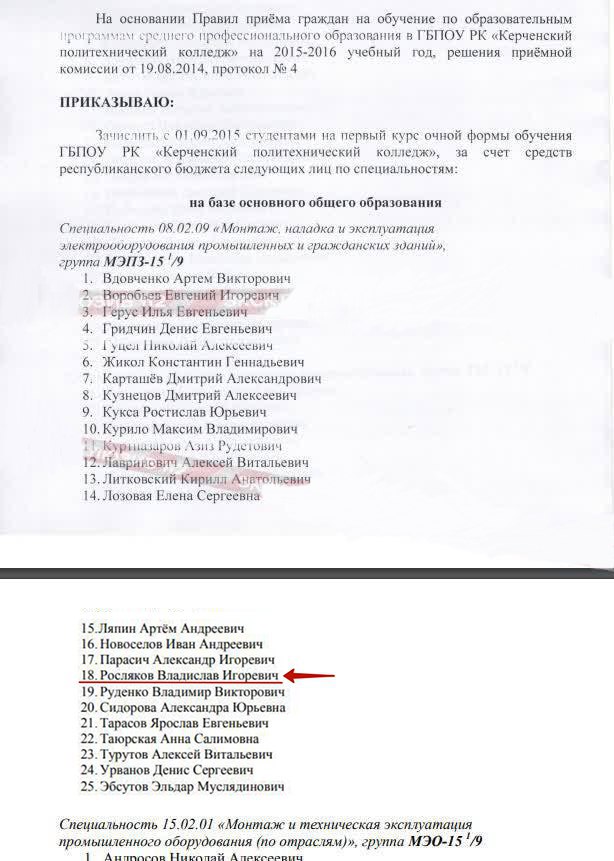 На основании Правил приёма граждан на обучение по образовательным
программам среднего профессионального образования в ГБПОУ РК «Керченский
политехнический колледж» на 2015-2016 учебный год, решения приёмной
комиссии от 19.08.2014, протокол № 4
ПРИКАЗЫВАЮ:
Зачислить с 01.09.2015 студентами на первый курс очной формы обучения
ГБПОУ РК «Керченский политехнический колледж», за счет средств
республиканского бюджета следующих лиц по специальностям:
на базе основного общего образования
Специальность 08.02.09 «Монтаж, наладка и эксплуатация
электрооборудования промышленных и гражданских зданий»,
группа МЭПЗ-15 1/9
1. Вдовченко Артем Викторович
2. Воробьев Евгений Игоревич
3. Герус Илья Евгеньевич
4. Гридчин Денис Евгеньевич
5. Гуцел Николай Алексеевич
6. Жикол Константин Геннадьевич
7. Карташёв Дмитрий Александрович
8. Кузнецов Дмитрий Алексеевич
9. Кукса Ростислав Юрьевич
10. Курило Максим Владимирович
11. Куртназаров Азиз Рудетович
12. Лавринович Алексей Витальевич
13. Литковский Кирилл Анатольевич
14. Лозовая Елена Сергеевна
15. Ляпин Артём Андреевич
16. Новоселов Иван Андреевич
17. Парасич Александр Игоревич
18. Росляков Владислав Игоревич
19. Руденко Владимир Викторович
20. Сидорова Александра Юрьевна
21. Тарасов Ярослав Евгеньевич
22. Таюрская Анна Салимовна
23. Турутов Алексей Витальевич
24. Урванов Денис Сергеевич
25. Эбсутов Эльдар Муслядинович
Специальность 15.02.01 «Монтаж и техническая эксплуатация
промышленного оборудования (по отраслям)», группа МЭО-15 1/9
1. Андросов Николай Алексеевич